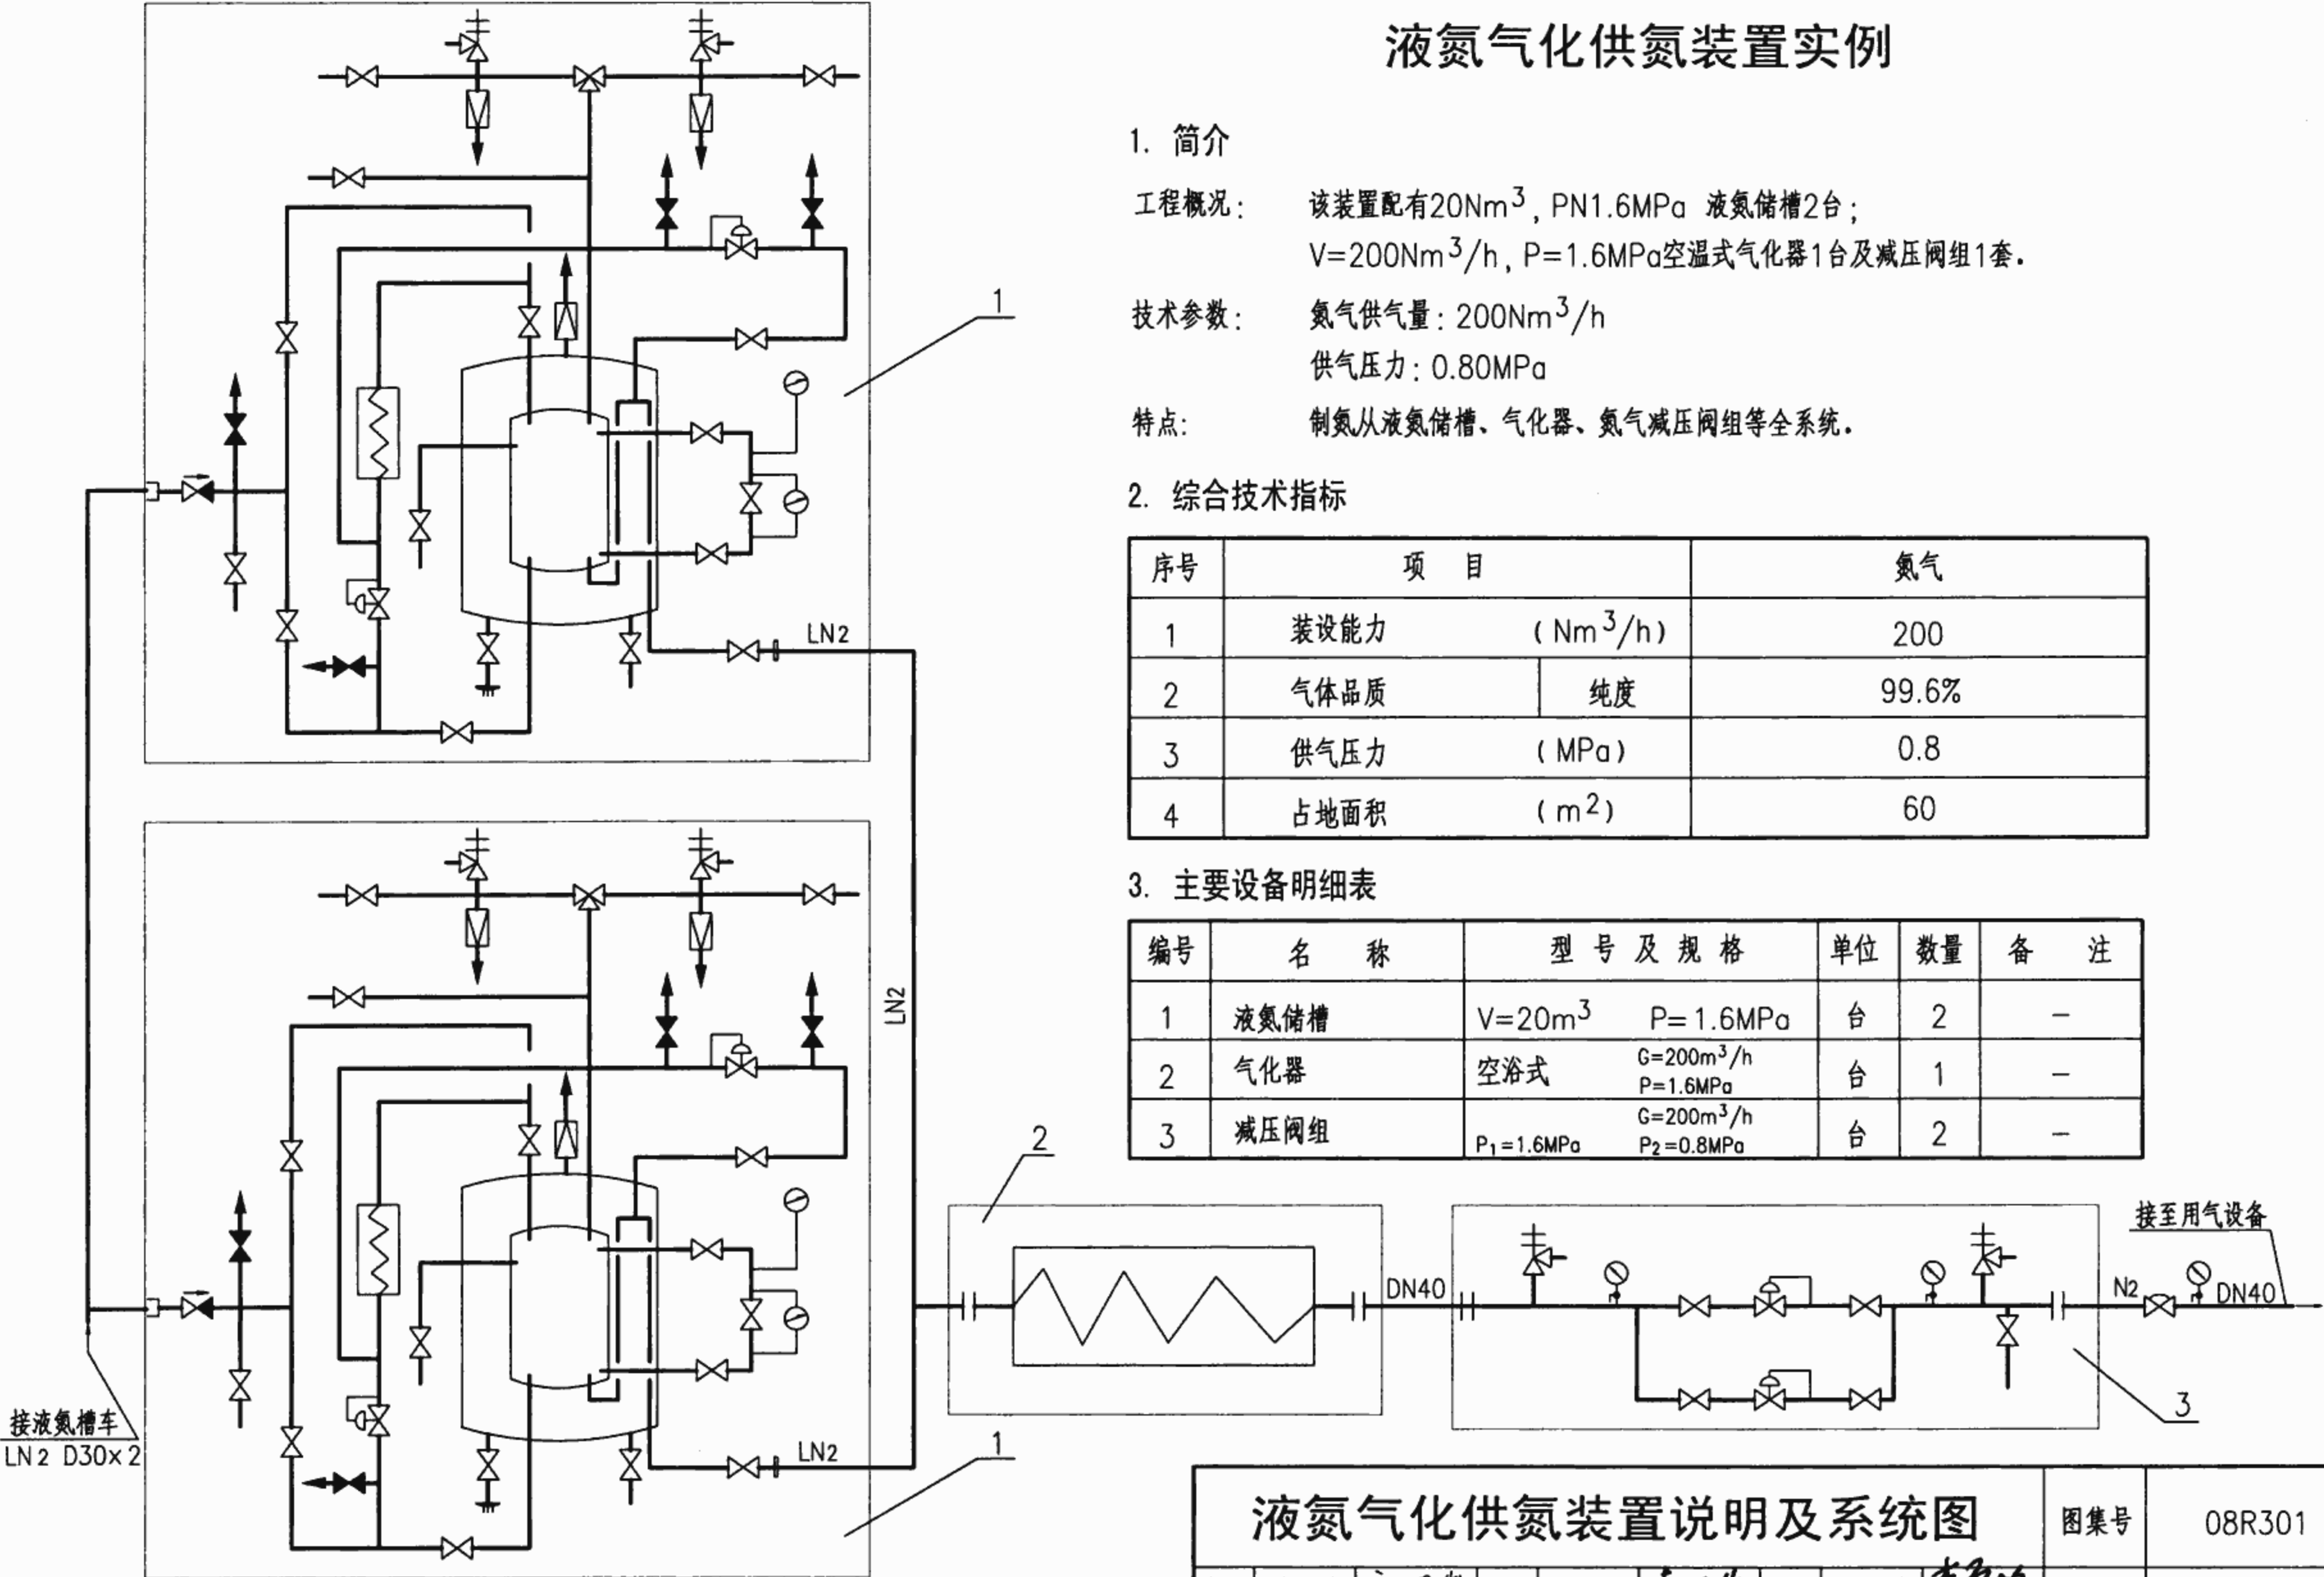 液氮气化供氮装置实例
1. 简介
工程概况: 该装置配有20Nm³, PN1.6MPa 液氮储槽2台;
V=200Nm³/h, P=1.6MPa空温式气化器1台及减压阀组1套.
技术参数: 氮气供气量: 200Nm³/h
供气压力: 0.80MPa
特点: 制氮从液氮储槽、气化器、氮气减压阀组等全系统.
2. 综合技术指标
序号 项 目 氮气
1 装设能力 (Nm³/h) 200
2 气体品质 纯度 99.6%
3 供气压力 (MPa) 0.8
4 占地面积 (m²) 60
3. 主要设备明细表
编号 名 称 型号及规格 单位 数量 备 注
1 液氮储槽 V=20m³ P=1.6MPa 台 2 —
2 气化器 空浴式 G=200m³/h P=1.6MPa 台 1 —
3 减压阀组 P₁=1.6MPa G=200m³/h P₂=0.8MPa 台 2 —
1
LN2
LN2
2
接至用气设备
DN40
N2
DN40
3
接液氮槽车
LN2 D30×2
LN2
1
液氮气化供氮装置说明及系统图 图集号 08R301